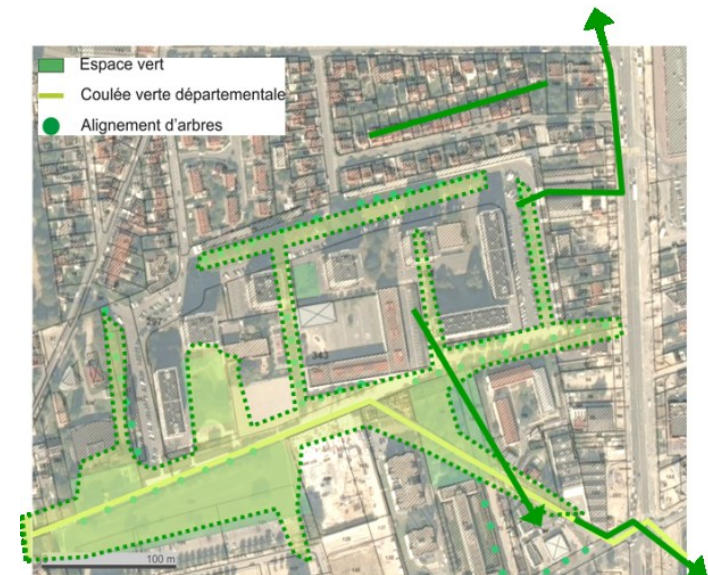 Espace vert
Coulée verte départementale
Alignement d'arbres
343
100 m